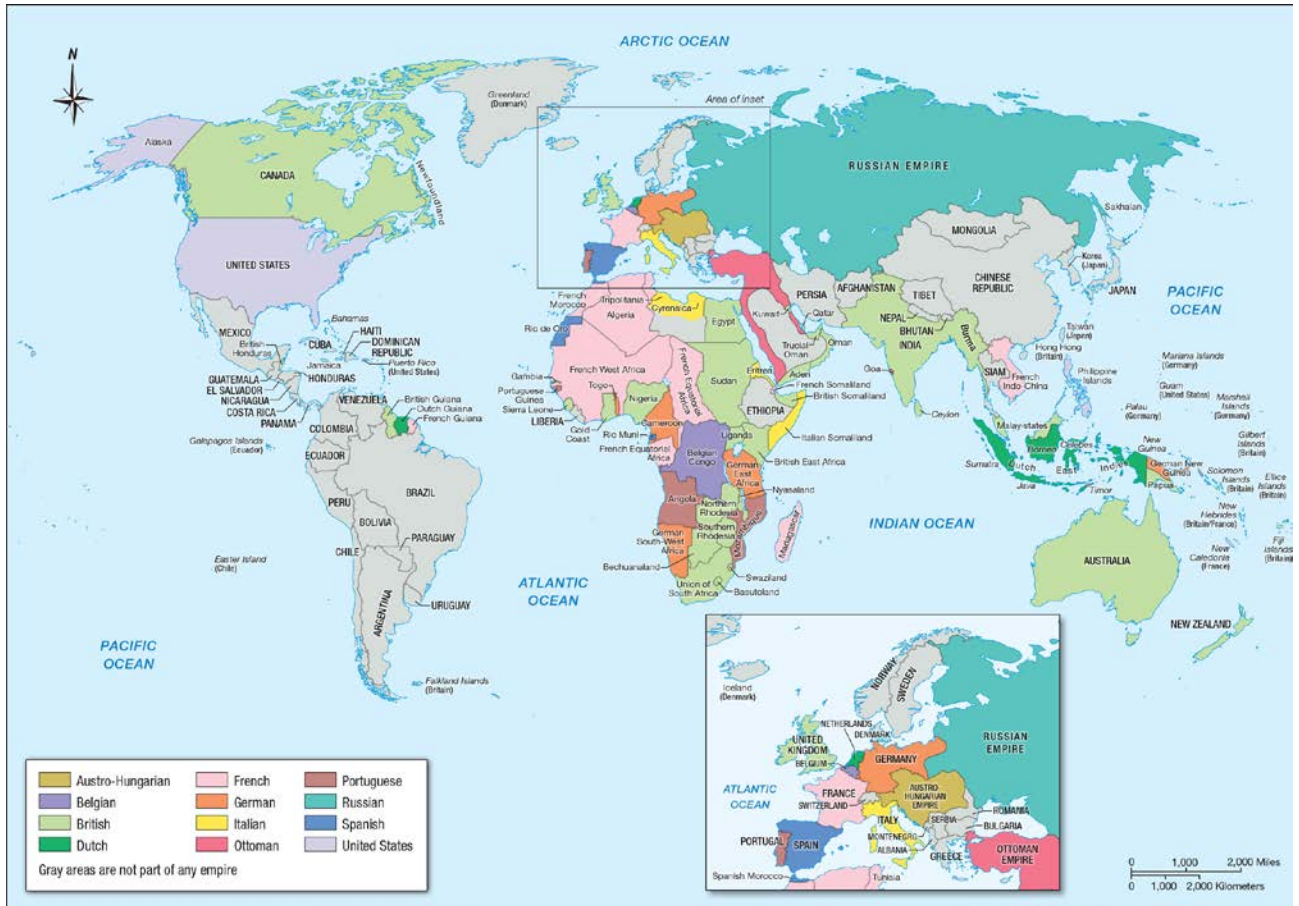 ARCTIC OCEAN
N
Greenland
(Denmark)
Area of inset
Alaska
CANADA
Newfoundland
RUSSIAN EMPIRE
Sakhalan
UNITED STATES
MONGOLIA
Korea
(Japan)
CHINESE
REPUBLIC
JAPAN
PACIFIC
OCEAN
PERSIA
AFGHANISTAN
TIBET
French
Morocco
Tripolitania
Algeria
Cyrenaica
Kuwait
Qatar
Egypt
NEPAL
BHUTAN
INDIA
Burma
Taiwan
(Japan)
Rio de Oro
MEXICO
Bahamas
British
Honduras
CUBA
HAITI
DOMINICAN
REPUBLIC
Jamaica
Puerto Rico
(United States)
HONDURAS
GUATEMALA
EL SALVADOR
NICARAGUA
COSTA RICA
PANAMA
Trucial
Oman
Oman
Hong Hong
(Britain)
Mariana Islands
(Germany)
French West Africa
French Equatorial
Africa
Sudan
Eritrea
Aden
Goa
SIAM
French
Indo-China
Philippine
Islands
Guam
(United States)
Marshall
Islands
(Germany)
Gambia
Portuguese
Guinea
Togo
Nigeria
French Somaliland
British Somaliland
ETHIOPIA
Sierra Leone
LIBERIA
Gold
Coast
Cameroon
VENEZUELA
British Guiana
Dutch Guiana
French Guiana
COLOMBIA
Galapagos Islands
(Ecuador)
ECUADOR
Rio Muni
French Equatorial
Africa
Uganda
Belgian
Congo
Italian Somaliland
British East Africa
German
East
Africa
Ceylon
Malay-states
Palau
(Germany)
Borneo
Celebes
New
Guinea
German New
Guinea
Papua
Gilbert
Islands
(Britain)
Sumatra
Dutch East Indies
Java
Timor
Solomon
Islands
(Britain)
Ellice
Islands
(Britain)
BRAZIL
PERU
BOLIVIA
PARAGUAY
CHILE
ARGENTINA
URUGUAY
Easter Island
(Chile)
Angola
Nyasaland
Northern
Rhodesia
Southern
Rhodesia
Mozambique
Madagascar
German
South-West
Africa
Bechuanaland
Swaziland
Union of
South Africa
Basutoland
INDIAN OCEAN
New
Hebrides
(Britain/France)
New
Caledonia
(France)
Fiji
Islands
(Britain)
AUSTRALIA
NEW ZEALAND
ATLANTIC
OCEAN
PACIFIC
OCEAN
Falkland Islands
(Britain)
Iceland
(Denmark)
NORWAY
SWEDEN
NETHERLANDS
DENMARK
UNITED
KINGDOM
BELGIUM
GERMANY
RUSSIAN
EMPIRE
ATLANTIC
OCEAN
FRANCE
SWITZERLAND
AUSTRO-
HUNGARIAN
EMPIRE
ITALY
SERBIA
ROMANIA
BULGARIA
MONTENEGRO
ALBANIA
PORTUGAL
SPAIN
GREECE
OTTOMAN
EMPIRE
Spanish Morocco
Tunisia
Austro-Hungarian
Belgian
British
Dutch
French
German
Italian
Ottoman
Portuguese
Russian
Spanish
United States
Gray areas are not part of any empire
0 1,000 2,000 Miles
0 1,000 2,000 Kilometers